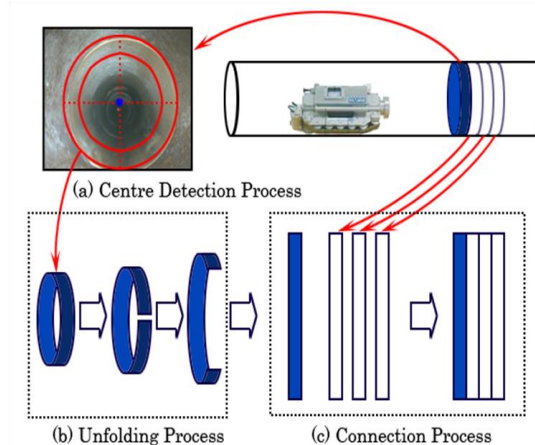 (a) Centre Detection Process
(b) Unfolding Process
(c) Connection Process